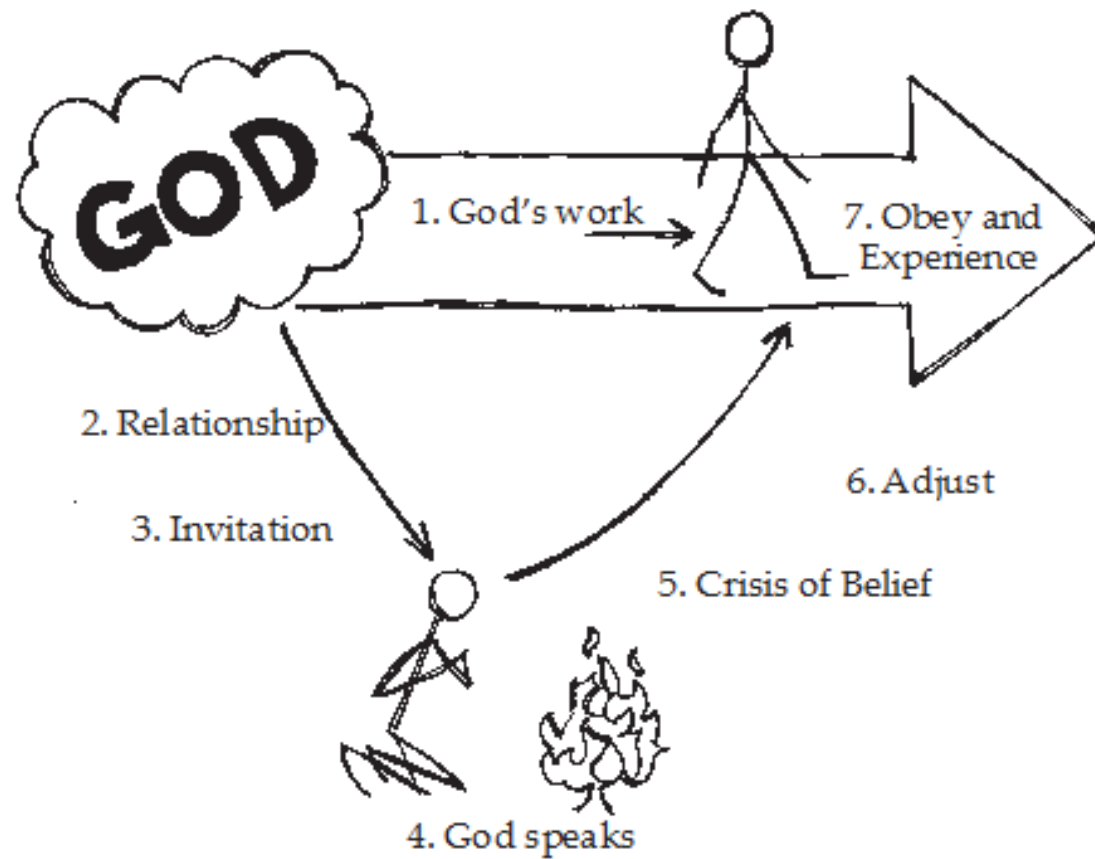 GOD
1. God's work
7. Obey and
Experience
2. Relationship
3. Invitation
6. Adjust
5. Crisis of Belief
4. God speaks